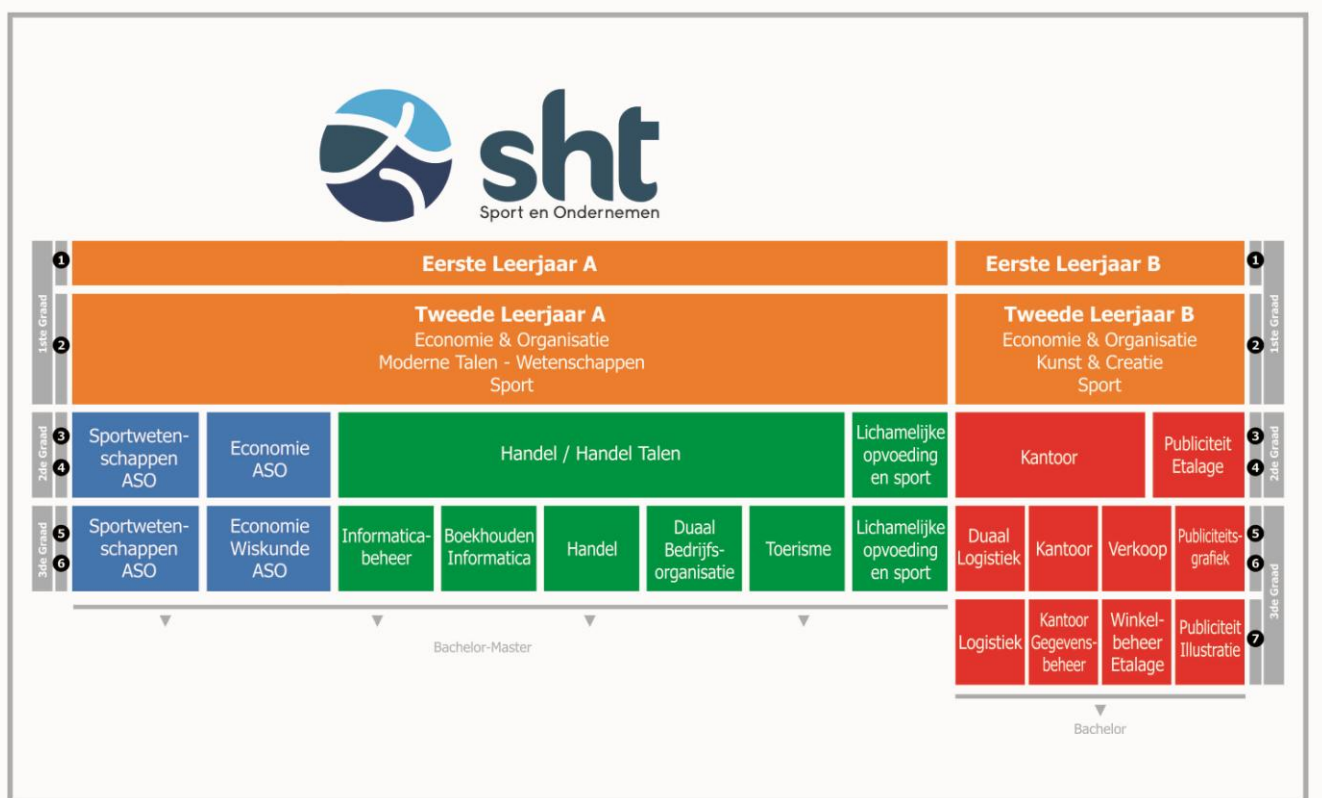 sht
Sport en Ondernemen
1ste Graad
1
Eerste Leerjaar A
Eerste Leerjaar B
1
1ste Graad
2
Tweede Leerjaar A
Economie & Organisatie
Moderne Talen - Wetenschappen
Sport
Tweede Leerjaar B
Economie & Organisatie
Kunst & Creatie
Sport
2
2de Graad
3
4
Sportweten-
schappen
ASO
Economie
ASO
Handel / Handel Talen
Lichamelijke
opvoeding
en sport
Kantoor
Publiciteit
Etalage
3
4
2de Graad
3de Graad
5
6
Sportweten-
schappen
ASO
Economie
Wiskunde
ASO
Informatica-
beheer
Boekhouden
Informatica
Handel
Duaal
Bedrijfs-
organisatie
Toerisme
Lichamelijke
opvoeding
en sport
Duaal
Logistiek
Kantoor
Verkoop
Publiciteits-
grafiek
5
6
3de Graad
Logistiek
Kantoor
Gegevens-
beheer
Winkel-
beheer
Etalage
Publiciteit
Illustratie
7
Bachelor-Master
Bachelor